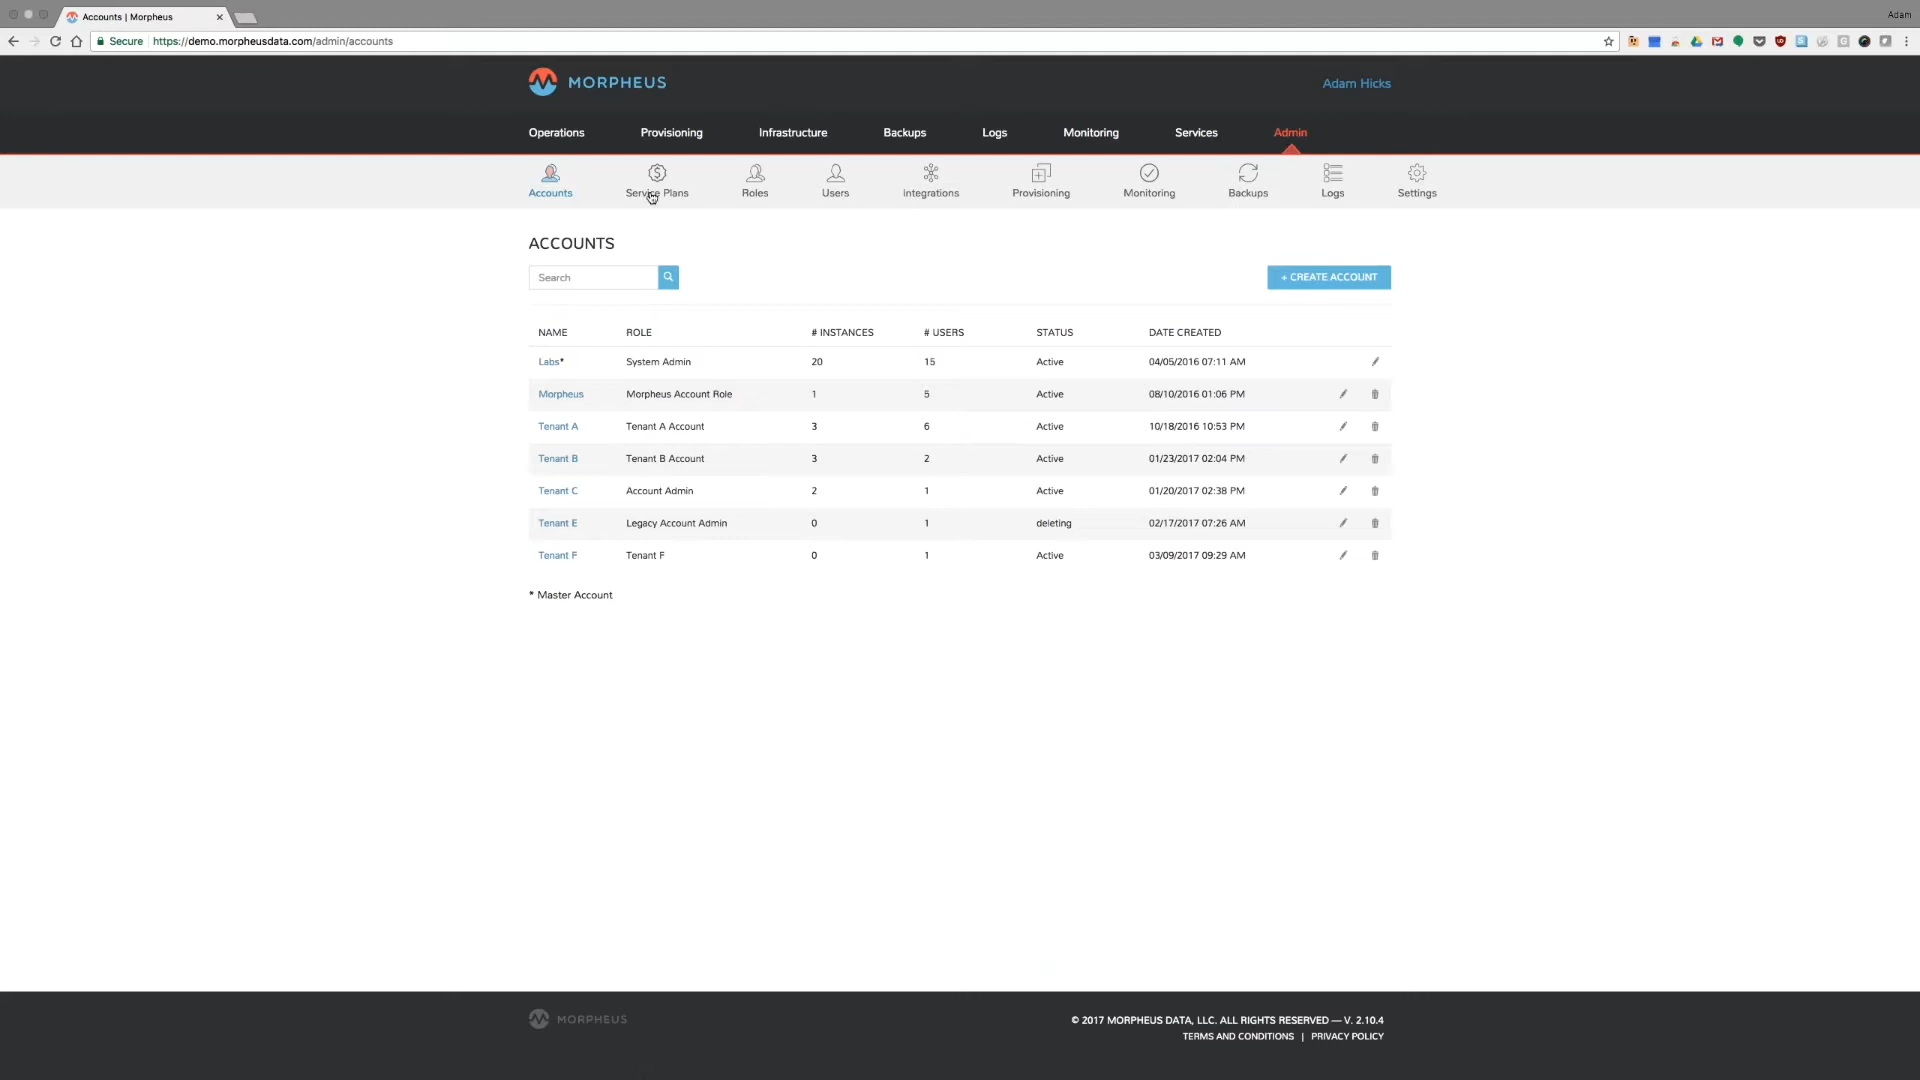 Accounts | Morpheus
Adam
Secure https://demo.morpheusdata.com/admin/accounts
MORPHEUS
Adam Hicks
Operations Provisioning Infrastructure Backups Logs Monitoring Services Admin
Accounts Service Plans Roles Users Integrations Provisioning Monitoring Backups Logs Settings
ACCOUNTS
Search
+ CREATE ACCOUNT
NAME ROLE # INSTANCES # USERS STATUS DATE CREATED
Labs* System Admin 20 15 Active 04/05/2016 07:11 AM
Morpheus Morpheus Account Role 1 5 Active 08/10/2016 01:06 PM
Tenant A Tenant A Account 3 6 Active 10/18/2016 10:53 PM
Tenant B Tenant B Account 3 2 Active 01/23/2017 02:04 PM
Tenant C Account Admin 2 1 Active 01/20/2017 02:38 PM
Tenant E Legacy Account Admin 0 1 deleting 02/17/2017 07:26 AM
Tenant F Tenant F 0 1 Active 03/09/2017 09:29 AM
* Master Account
MORPHEUS
© 2017 MORPHEUS DATA, LLC. ALL RIGHTS RESERVED — V. 2.10.4
TERMS AND CONDITIONS | PRIVACY POLICY